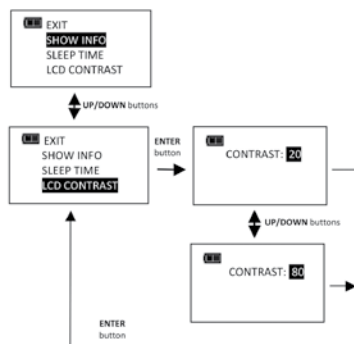 EXIT
SHOW INFO
SLEEP TIME
LCD CONTRAST
UP/DOWN buttons
EXIT
SHOW INFO
SLEEP TIME
LCD CONTRAST
ENTER
button
CONTRAST: 20
UP/DOWN buttons
CONTRAST: 80
ENTER
button